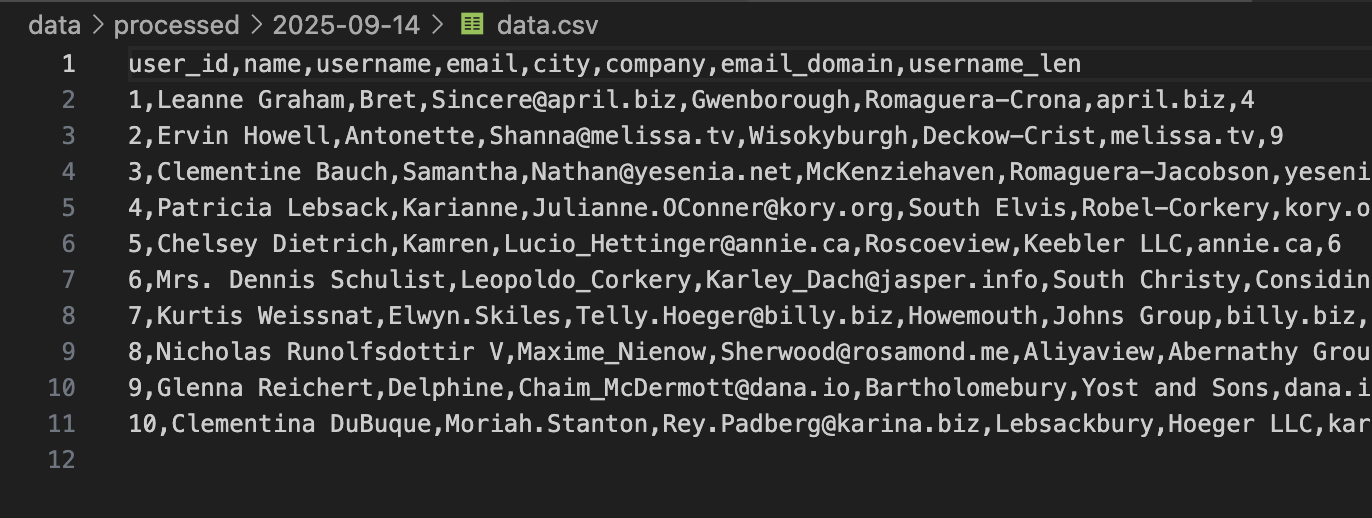 data > processed > 2025-09-14 > data.csv
1 user_id,name,username,email,city,company,email_domain,username_len
2 1,Leanne Graham,Bret,Sincere@april.biz,Gwenborough,Romaguera-Crona,april.biz,4
3 2,Ervin Howell,Antonette,Shanna@melissa.tv,Wisokyburgh,Deckow-Crist,melissa.tv,9
4 3,Clementine Bauch,Samantha,Nathan@yesenia.net,McKenziehaven,Romaguera-Jacobson,yeseni
5 4,Patricia Lebsack,Karianne,Julianne.OConner@kory.org,South Elvis,Robel-Corkery,kory.o
6 5,Chelsey Dietrich,Kamren,Lucio_Hettinger@annie.ca,Roscoeview,Keebler LLC,annie.ca,6
7 6,Mrs. Dennis Schulist,Leopoldo_Corkery,Karley_Dach@jasper.info,South Christy,Considin
8 7,Kurtis Weissnat,Elwyn.Skiles,Telly.Hoeger@billy.biz,Howemouth,Johns Group,billy.biz,
9 8,Nicholas Runolfsdottir V,Maxime_Nienow,Sherwood@rosamond.me,Aliyaview,Abernathy Grou
10 9,Glenna Reichert,Delphine,Chaim_McDermott@dana.io,Bartholomebury,Yost and Sons,dana.i
11 10,Clementina DuBuque,Moriah.Stanton,Rey.Padberg@karina.biz,Lebsackbury,Hoeger LLC,kar
12